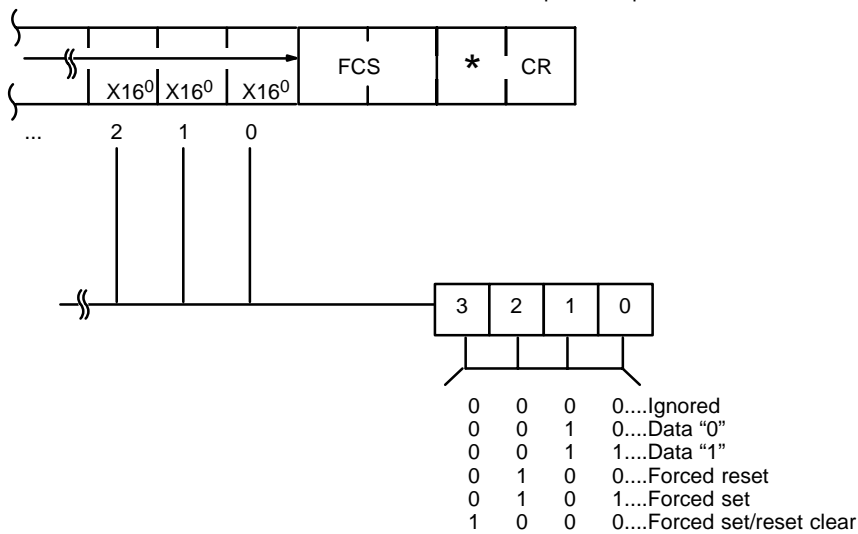 X16⁰ X16⁰ X16⁰ FCS * CR
... 2 1 0
3 2 1 0
0 0 0 0....Ignored
0 0 1 0....Data “0”
0 0 1 1....Data “1”
0 1 0 0....Forced reset
0 1 0 1....Forced set
1 0 0 0....Forced set/reset clear